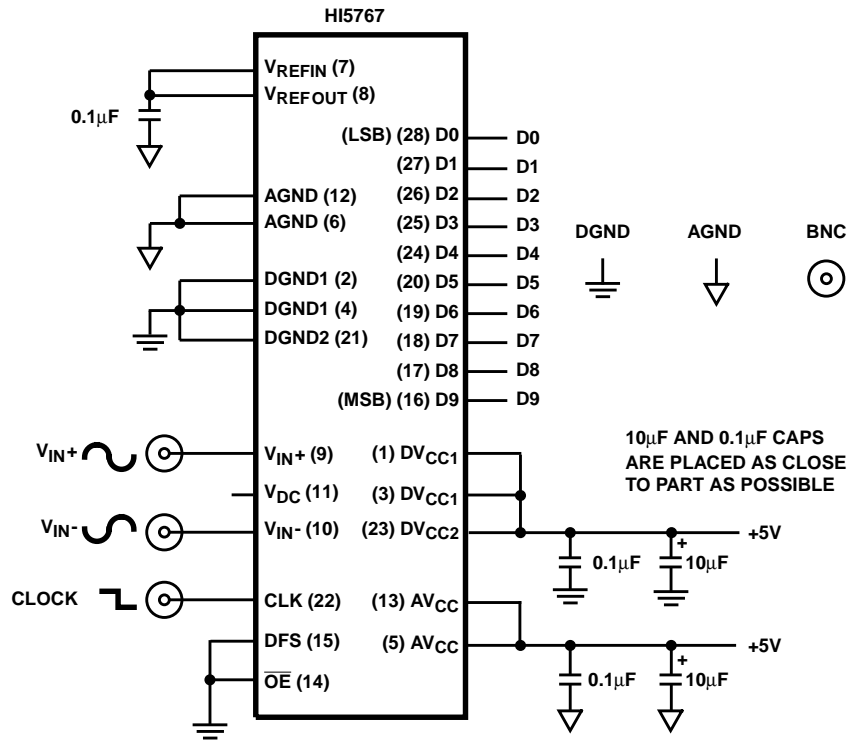 HI5767
VREFIN (7)
VREFOUT (8)
0.1µF
(LSB) (28) D0 D0
(27) D1 D1
AGND (12)
(26) D2 D2
AGND (6)
(25) D3 D3
(24) D4 D4
DGND1 (2)
(20) D5 D5
DGND1 (4)
(19) D6 D6
DGND2 (21)
(18) D7 D7
(17) D8 D8
(MSB) (16) D9 D9
DGND AGND BNC
10µF AND 0.1µF CAPS
ARE PLACED AS CLOSE
TO PART AS POSSIBLE
VIN+ VIN+ (9)
(1) DVCC1
VDC (11)
(3) DVCC1
VIN- VIN- (10)
(23) DVCC2 +5V
0.1µF + 10µF
CLOCK CLK (22)
(13) AVCC
DFS (15)
(5) AVCC +5V
OE (14)
0.1µF + 10µF